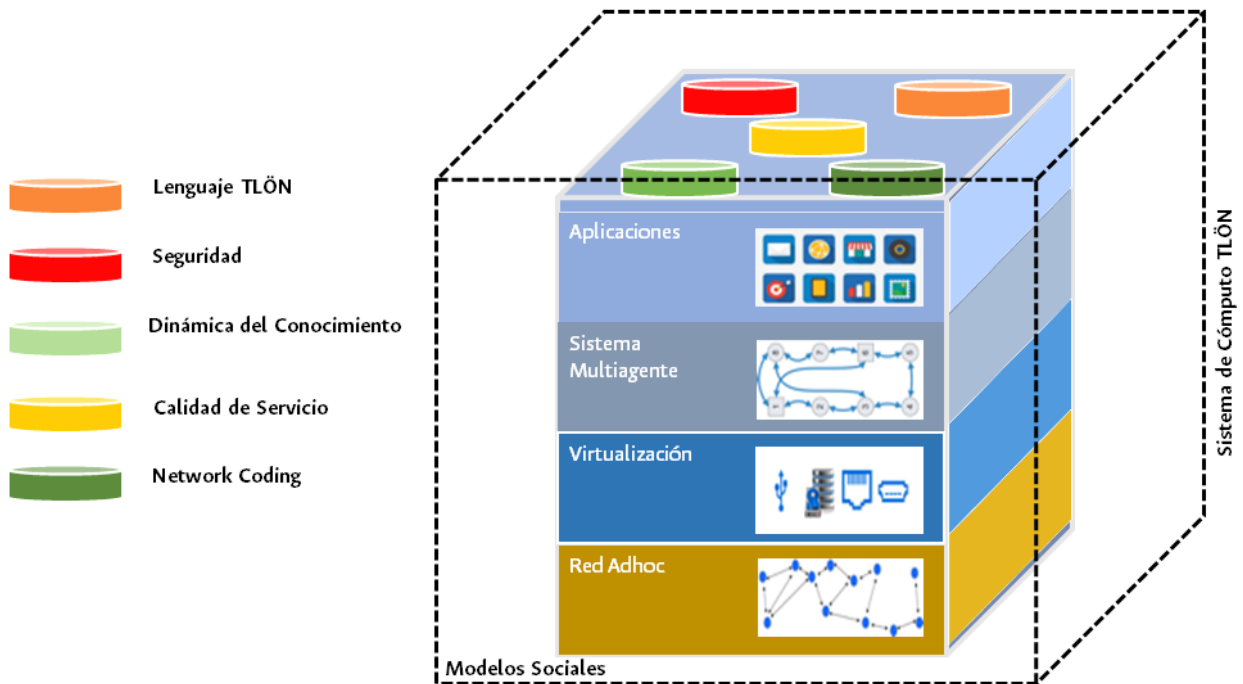 Lenguaje TLÖN
Seguridad
Dinámica del Conocimiento
Calidad de Servicio
Network Coding
Aplicaciones
Sistema
Multiagente
Virtualización
Red Adhoc
Modelos Sociales
Sistema de Cómputo TLÖN